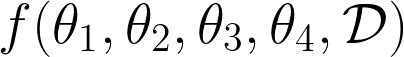 f(θ₁, θ₂, θ₃, θ₄, 𝒟)